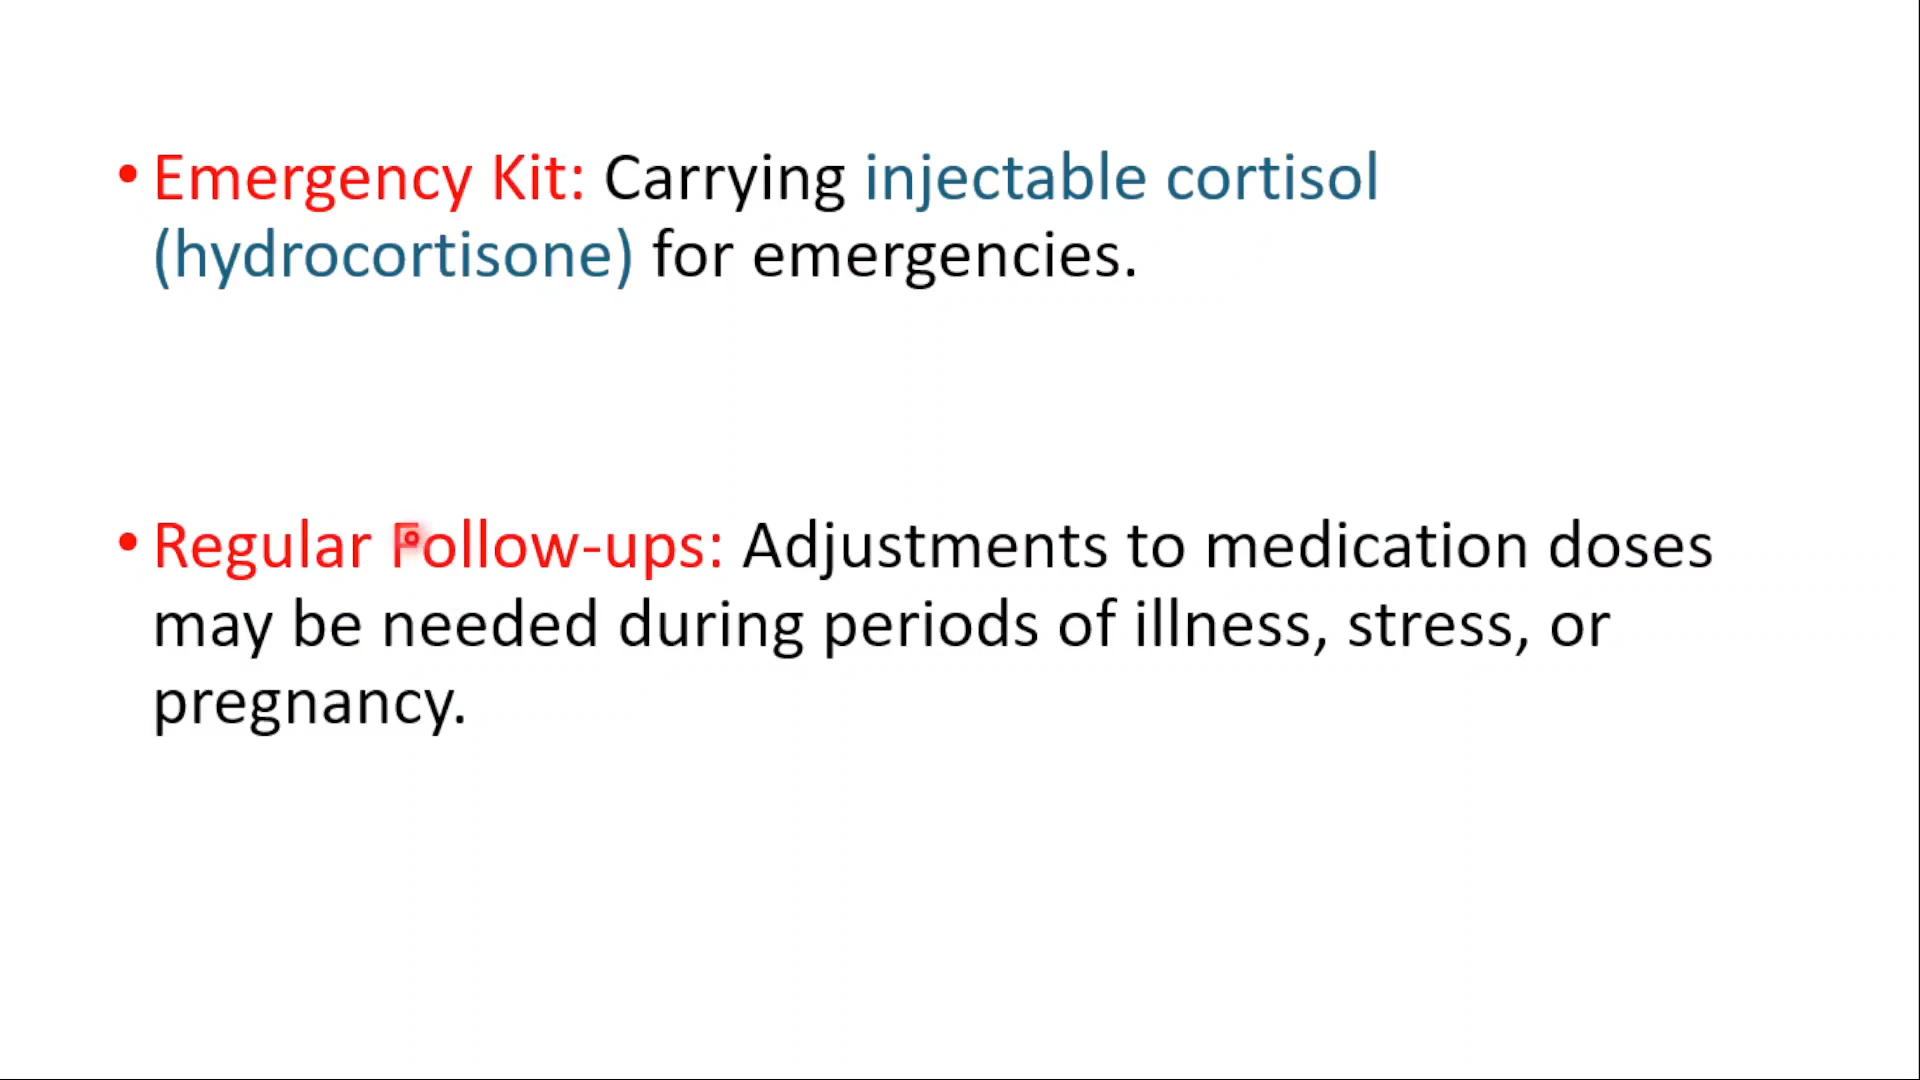 • Emergency Kit: Carrying injectable cortisol
(hydrocortisone) for emergencies.
• Regular Follow-ups: Adjustments to medication doses
may be needed during periods of illness, stress, or
pregnancy.